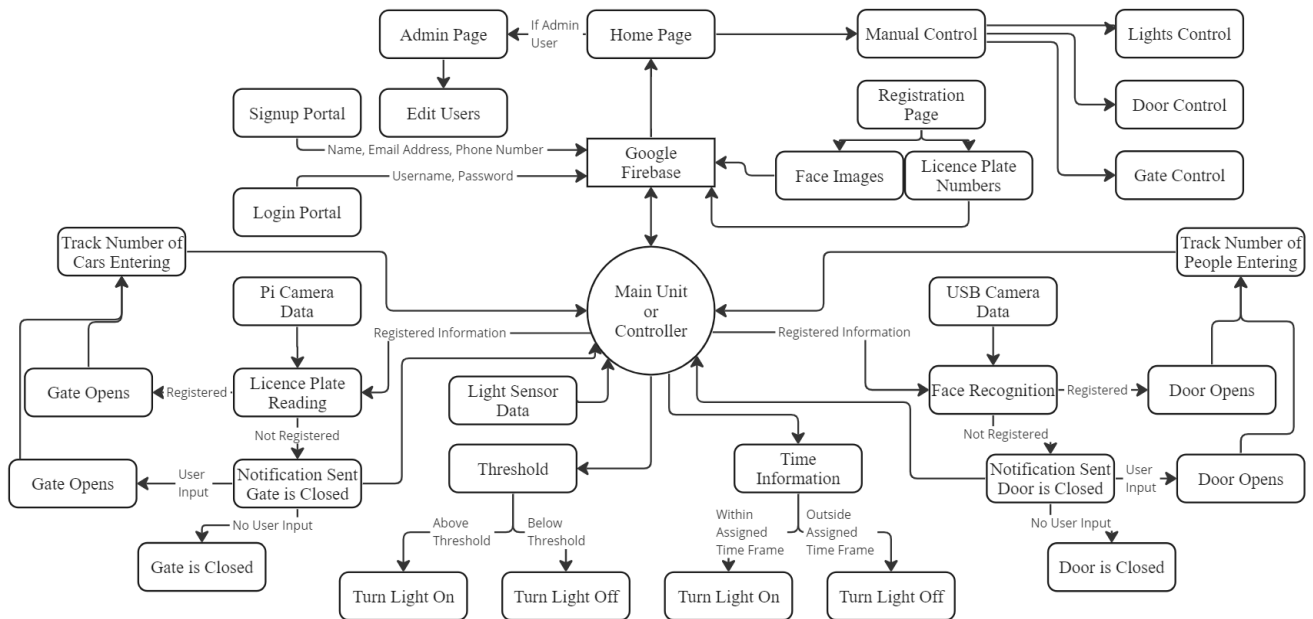 Admin Page
If Admin
User
Home Page
Manual Control
Lights Control
Signup Portal
Edit Users
Registration
Page
Door Control
Name, Email Address, Phone Number
Google
Firebase
Username, Password
Face Images
Licence Plate
Numbers
Gate Control
Login Portal
Track Number of
Cars Entering
Track Number of
People Entering
Pi Camera
Data
Main Unit
or
Controller
USB Camera
Data
Registered Information
Registered Information
Gate Opens
Registered
Licence Plate
Reading
Light Sensor
Data
Face Recognition
Registered
Door Opens
Not Registered
Not Registered
Gate Opens
User
Input
Notification Sent
Gate is Closed
Threshold
Time
Information
Notification Sent
Door is Closed
User
Input
Door Opens
No User Input
Above
Threshold
Below
Threshold
Within
Assigned
Time Frame
Outside
Assigned
Time Frame
No User Input
Gate is Closed
Door is Closed
Turn Light On
Turn Light Off
Turn Light On
Turn Light Off